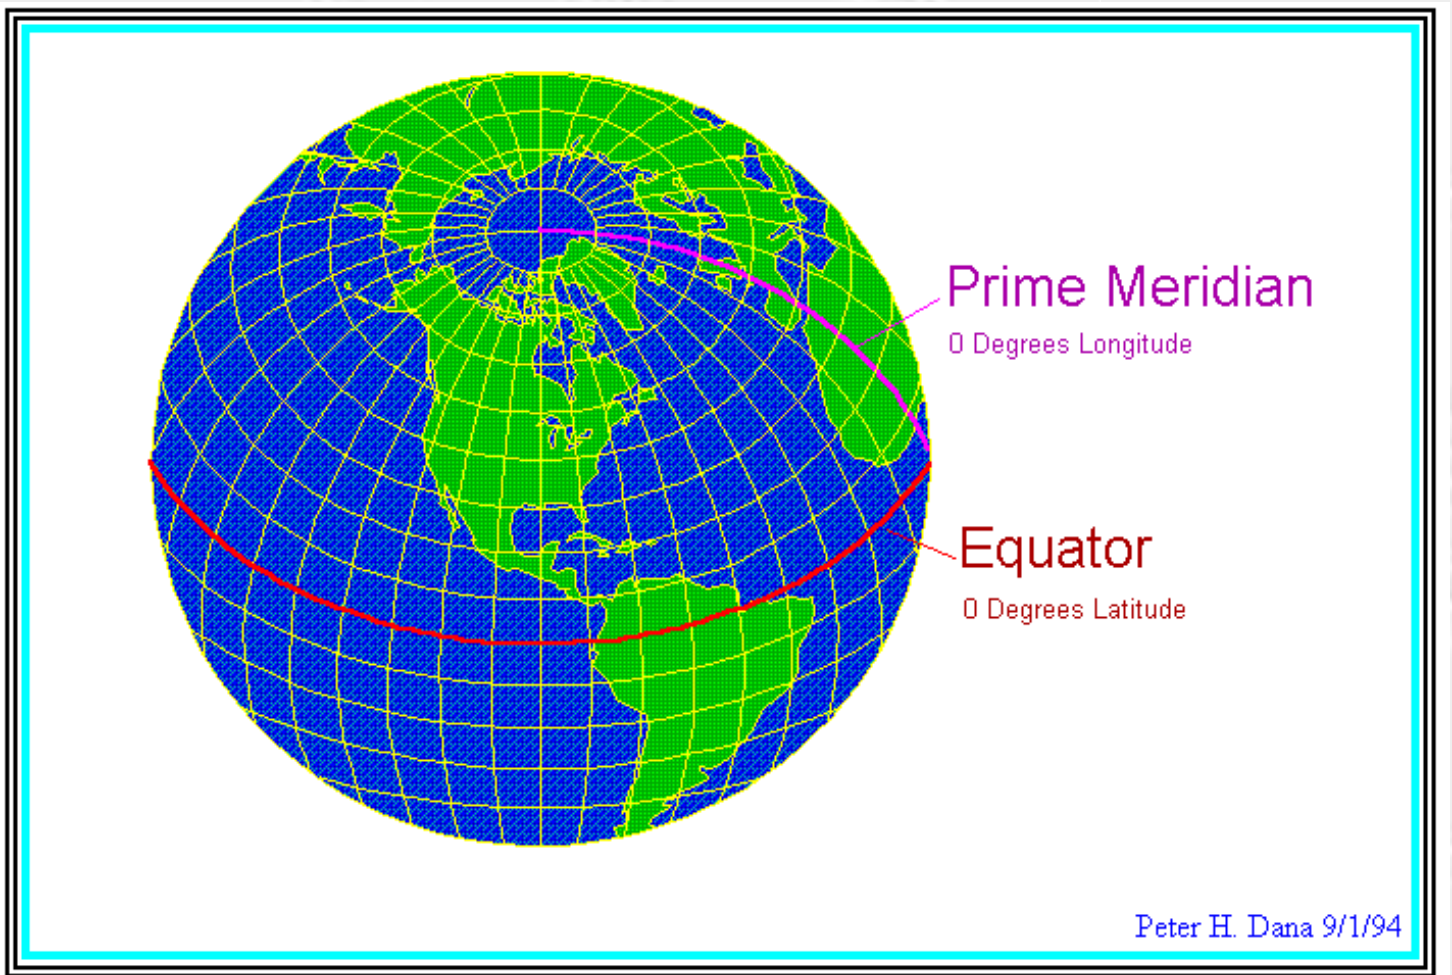 Prime Meridian
0 Degrees Longitude
Equator
0 Degrees Latitude
Peter H. Dana 9/1/94